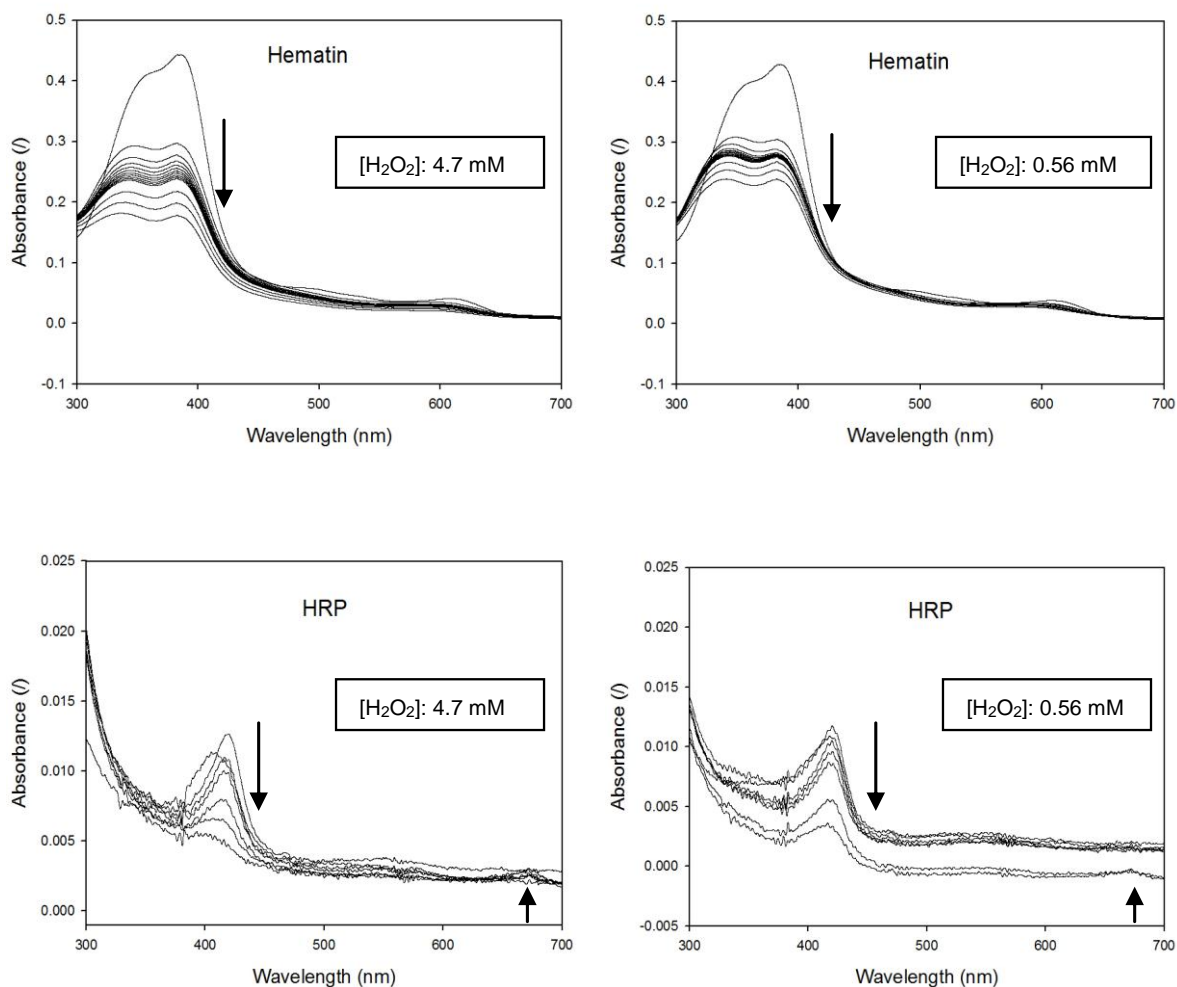 Hematin
[H₂O₂]: 4.7 mM
Absorbance (/)
0.5
0.4
0.3
0.2
0.1
0.0
-0.1
300 400 500 600 700
Wavelength (nm)
Hematin
[H₂O₂]: 0.56 mM
Absorbance (/)
0.5
0.4
0.3
0.2
0.1
0.0
-0.1
300 400 500 600 700
Wavelength (nm)
HRP
[H₂O₂]: 4.7 mM
Absorbance (/)
0.025
0.020
0.015
0.010
0.005
0.000
300 400 500 600 700
Wavelength (nm)
HRP
[H₂O₂]: 0.56 mM
Absorbance (/)
0.025
0.020
0.015
0.010
0.005
0.000
-0.005
300 400 500 600 700
Wavelength (nm)